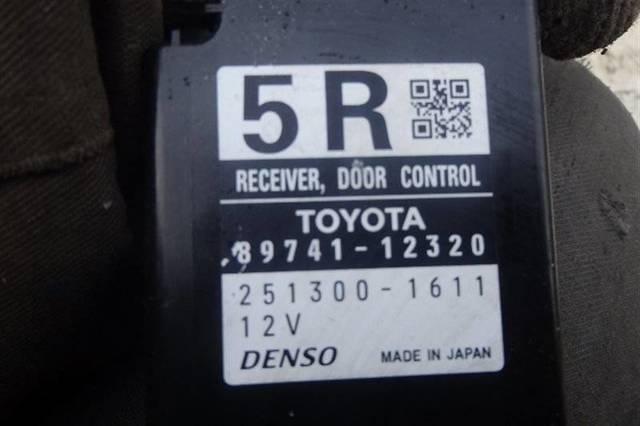 5R
RECEIVER, DOOR CONTROL
TOYOTA
89741-12320
251300-1611
12V
DENSO MADE IN JAPAN